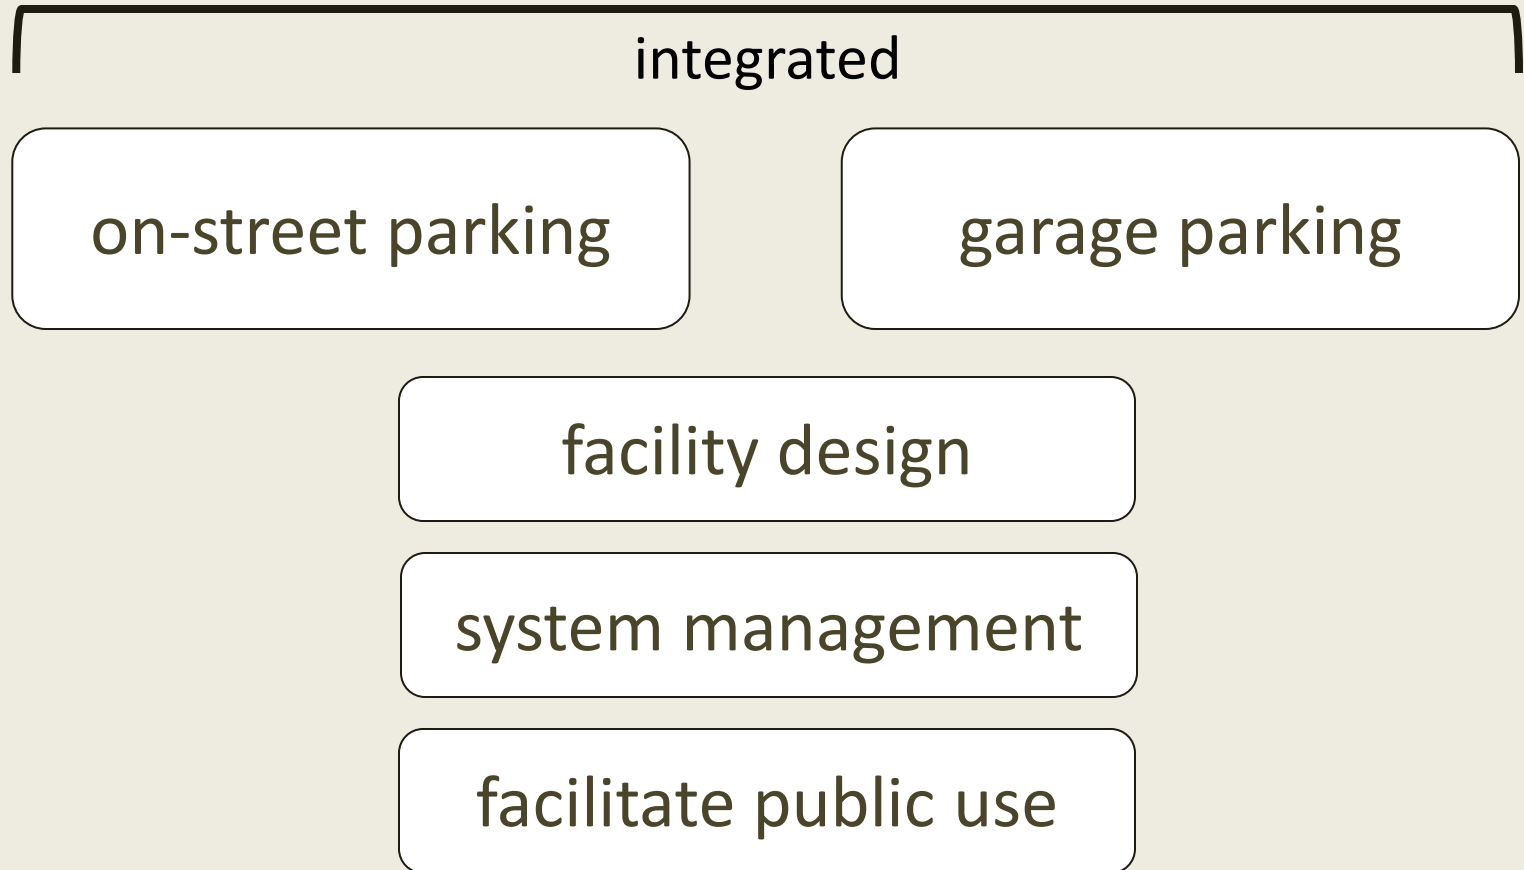 integrated
on-street parking
garage parking
facility design
system management
facilitate public use